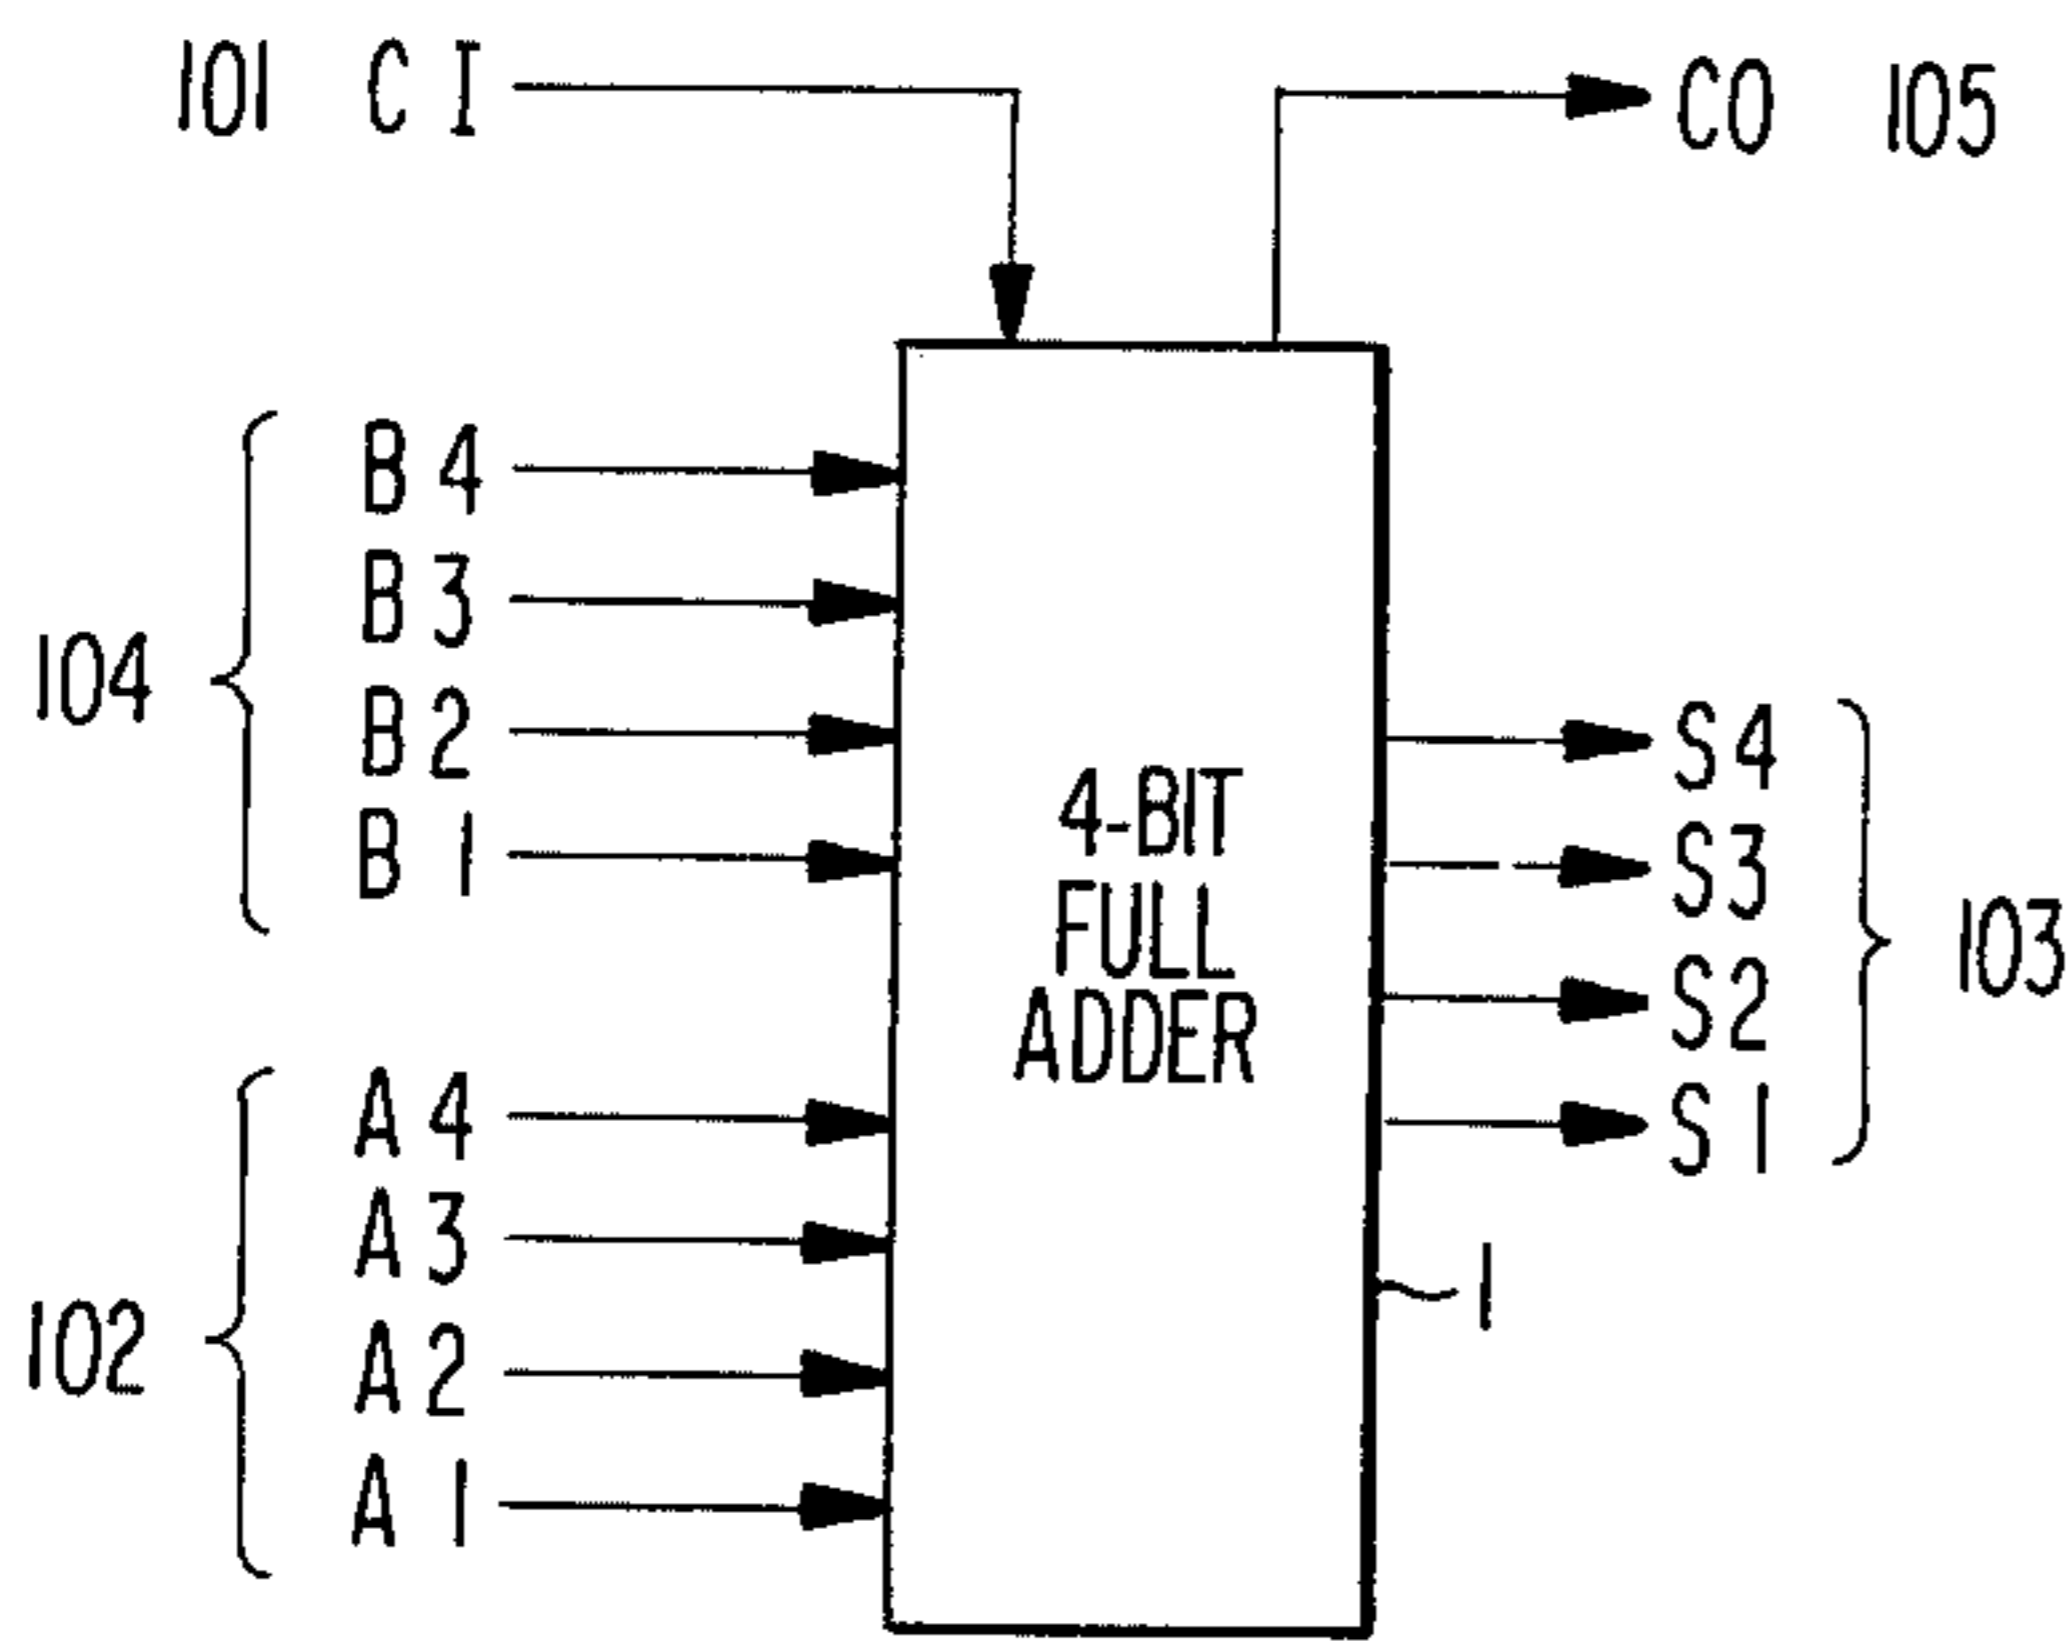 101 CI
CO 105
104
B4
B3
B2
B1
102
A4
A3
A2
A1
4-BIT
FULL
ADDER
S4
S3
S2
S1
103
1